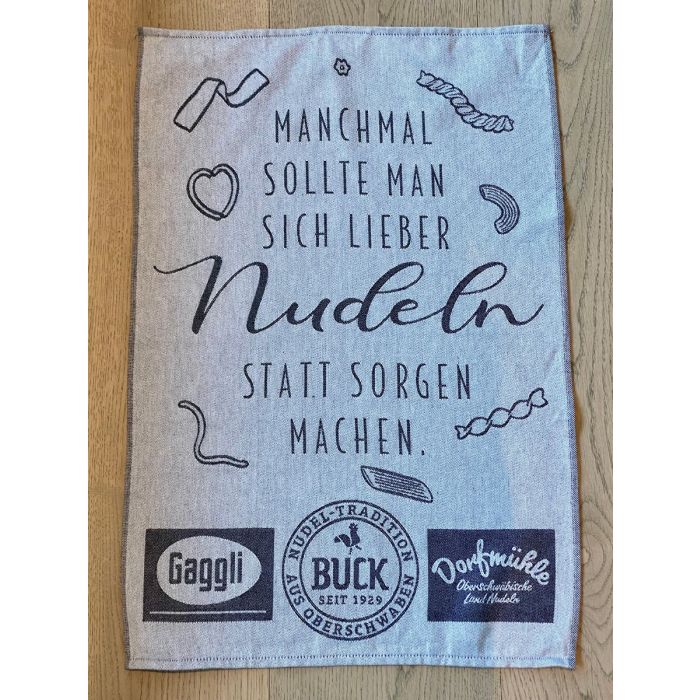 MANCHMAL
SOLLTE MAN
SICH LIEBER
Nudeln
STATT SORGEN
MACHEN.
Gaggli
NUDEL-TRADITION
BUCK
SEIT 1929
AUS OBERSCHWABEN
Dorfmühle
Oberschwäbische
Land Nudeln